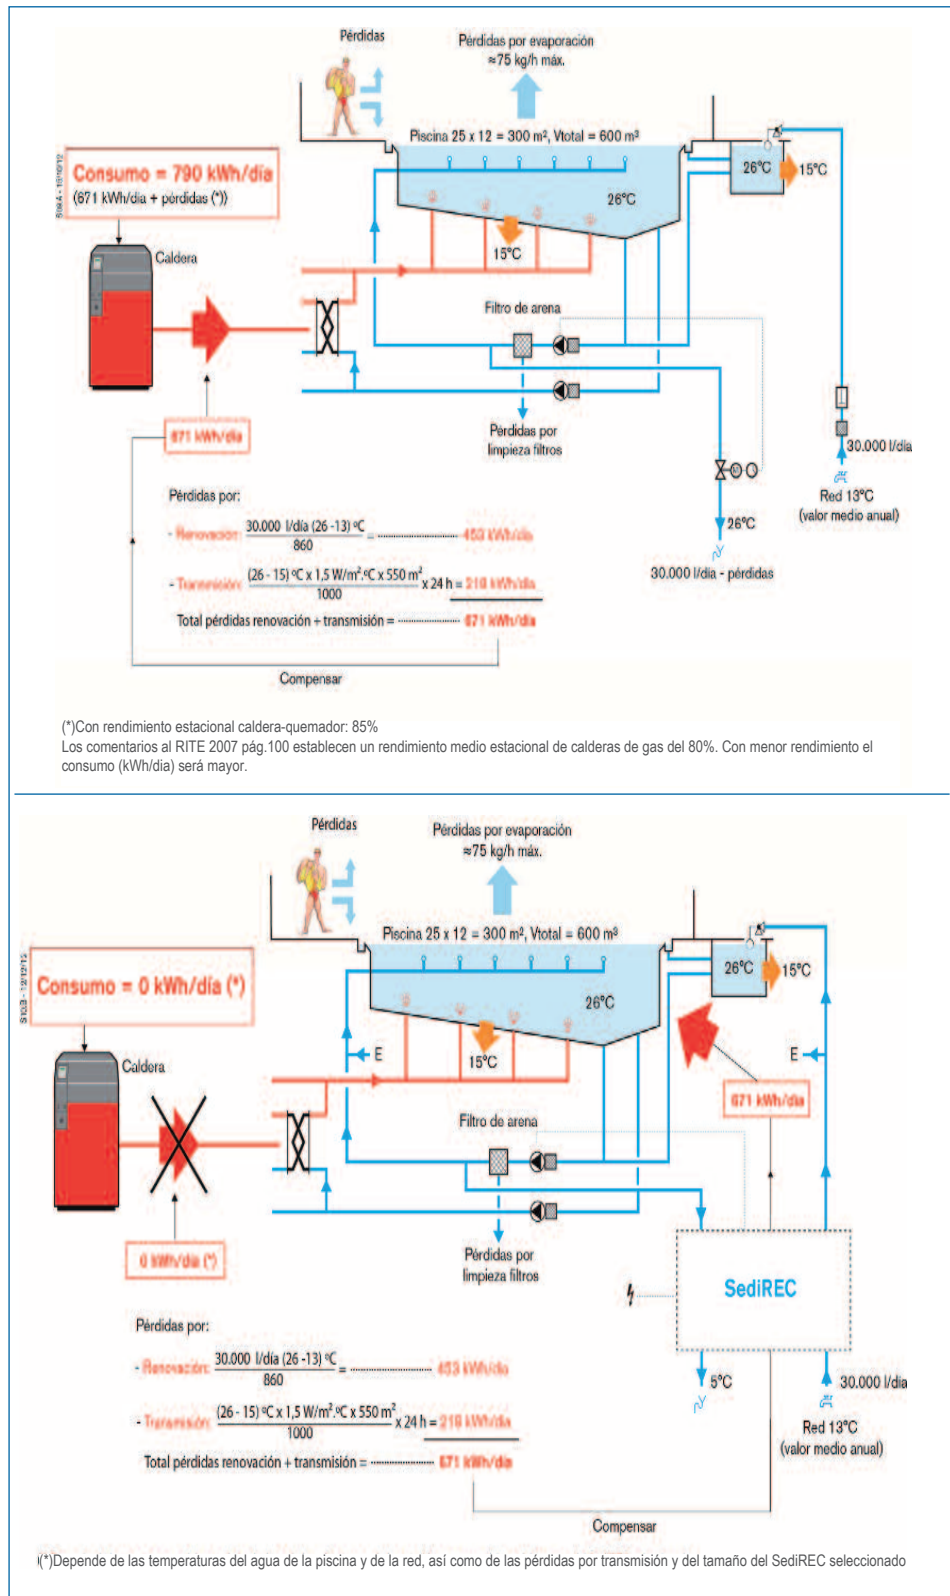 Pérdidas
Pérdidas por evaporación
≈75 kg/h máx.
Piscina 25 x 12 = 300 m², Vtotal = 600 m³
Consumo = 790 kWh/día
(671 kWh/día + pérdidas (*))
26°C
15°C
26°C
Caldera
15°C
Filtro de arena
671 kWh/día
Pérdidas por
limpieza filtros
30.000 l/día
Red 13°C
(valor medio anual)
26°C
30.000 l/día - pérdidas
Pérdidas por:
- Renovación: 30.000 l/día (26 -13) ºC / 860 = 453 kWh/día
- Transmisión: (26 - 15) ºC x 1,5 W/m².ºC x 550 m² / 1000 x 24 h = 218 kWh/día
Total pérdidas renovación + transmisión = 671 kWh/día
Compensar
(*)Con rendimiento estacional caldera-quemador: 85%
Los comentarios al RITE 2007 pág.100 establecen un rendimiento medio estacional de calderas de gas del 80%. Con menor rendimiento el
consumo (kWh/dia) será mayor.
Pérdidas
Pérdidas por evaporación
≈75 kg/h máx.
Piscina 25 x 12 = 300 m², Vtotal = 600 m³
Consumo = 0 kWh/día (*)
26°C
15°C
26°C
E
15°C
E
Caldera
671 kWh/día
Filtro de arena
0 kWh/día (*)
Pérdidas por
limpieza filtros
SediREC
5°C
30.000 l/día
Red 13°C
(valor medio anual)
Pérdidas por:
- Renovación: 30.000 l/día (26 -13) ºC / 860 = 453 kWh/día
- Transmisión: (26 - 15) ºC x 1,5 W/m².ºC x 550 m² / 1000 x 24 h = 218 kWh/día
Total pérdidas renovación + transmisión = 671 kWh/día
Compensar
(*)Depende de las temperaturas del agua de la piscina y de la red, así como de las pérdidas por transmisión y del tamaño del SediREC seleccionado